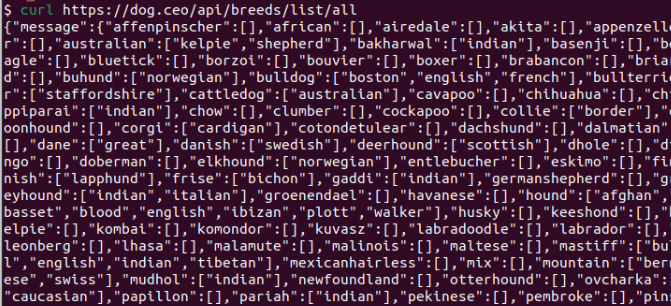 $ curl https://dog.ceo/api/breeds/list/all
{"message":{"affenpinscher":[],"african":[],"airedale":[],"akita":[],"appenzelle
r":[],"australian":["kelpie","shepherd"],"bakharwal":["indian"],"basenji":[],"be
agle":[],"bluetick":[],"borzoi":[],"bouvier":[],"boxer":[],"brabancon":[],"briar
d":[],"buhund":["norwegian"],"bulldog":["boston","english","french"],"bullterrie
r":["staffordshire"],"cattledog":["australian"],"cavapoo":[],"chihuahua":[],"ch
ppiparai":["indian"],"chow":[],"clumber":[],"cockapoo":[],"collie":["border"],"c
oonhound":[],"corgi":["cardigan"],"cotondetulear":[],"dachshund":[],"dalmatian"
[],"dane":["great"],"danish":["swedish"],"deerhound":["scottish"],"dhole":[],"di
ngo":[],"doberman":[],"elkhound":["norwegian"],"entlebucher":[],"eskimo":[],"fi
nish":["lapphund"],"frise":["bichon"],"gaddi":["indian"],"germanshepherd":[],"gr
eyhound":["indian","italian"],"groenendael":[],"havanese":[],"hound":["afghan",
basset","blood","english","ibizan","plott","walker"],"husky":[],"keeshond":[],"k
elpie":[],"kombai":[],"komondor":[],"kuvasz":[],"labradoodle":[],"labrador":[],
leonberg":[],"lhasa":[],"malamute":[],"malinois":[],"maltese":[],"mastiff":["bul
l","english","indian","tibetan"],"mexicanhairless":[],"mix":[],"mountain":["bern
ese","swiss"],"mudhol":["indian"],"newfoundland":[],"otterhound":[],"ovcharka":
"caucasian"],"papillon":[],"pariah":["indian"],"pekinese":[],"pembroke":[],"pi